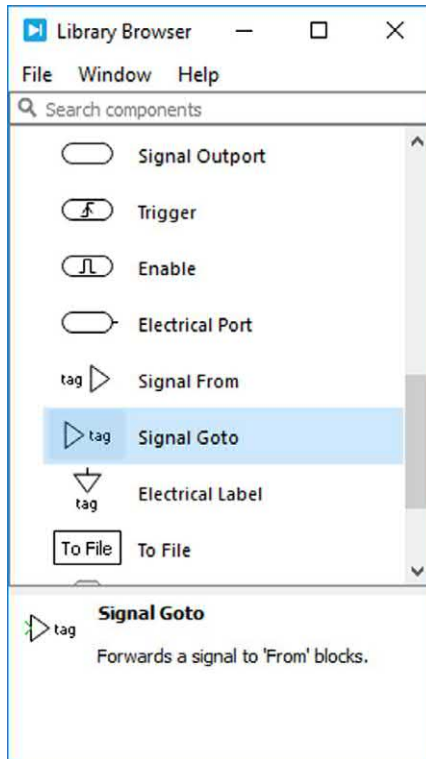 Library Browser
File Window Help
Search components
Signal Outport
Trigger
Enable
Electrical Port
tag Signal From
tag Signal Goto
tag Electrical Label
To File To File
tag Signal Goto
Forwards a signal to 'From' blocks.